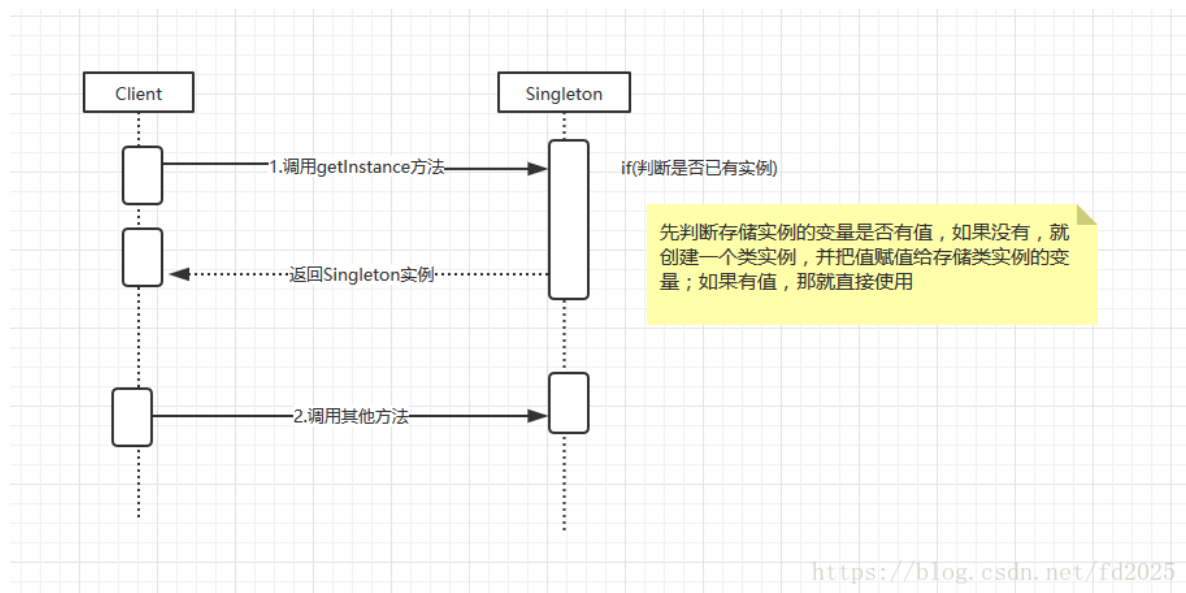 Client
Singleton
1.调用getInstance方法
if(判断是否已有实例)
先判断存储实例的变量是否有值，如果没有，就
创建一个类实例，并把值赋值给存储类实例的变
量；如果有值，那就直接使用
返回Singleton实例
2.调用其他方法
https://blog.csdn.net/fd2025